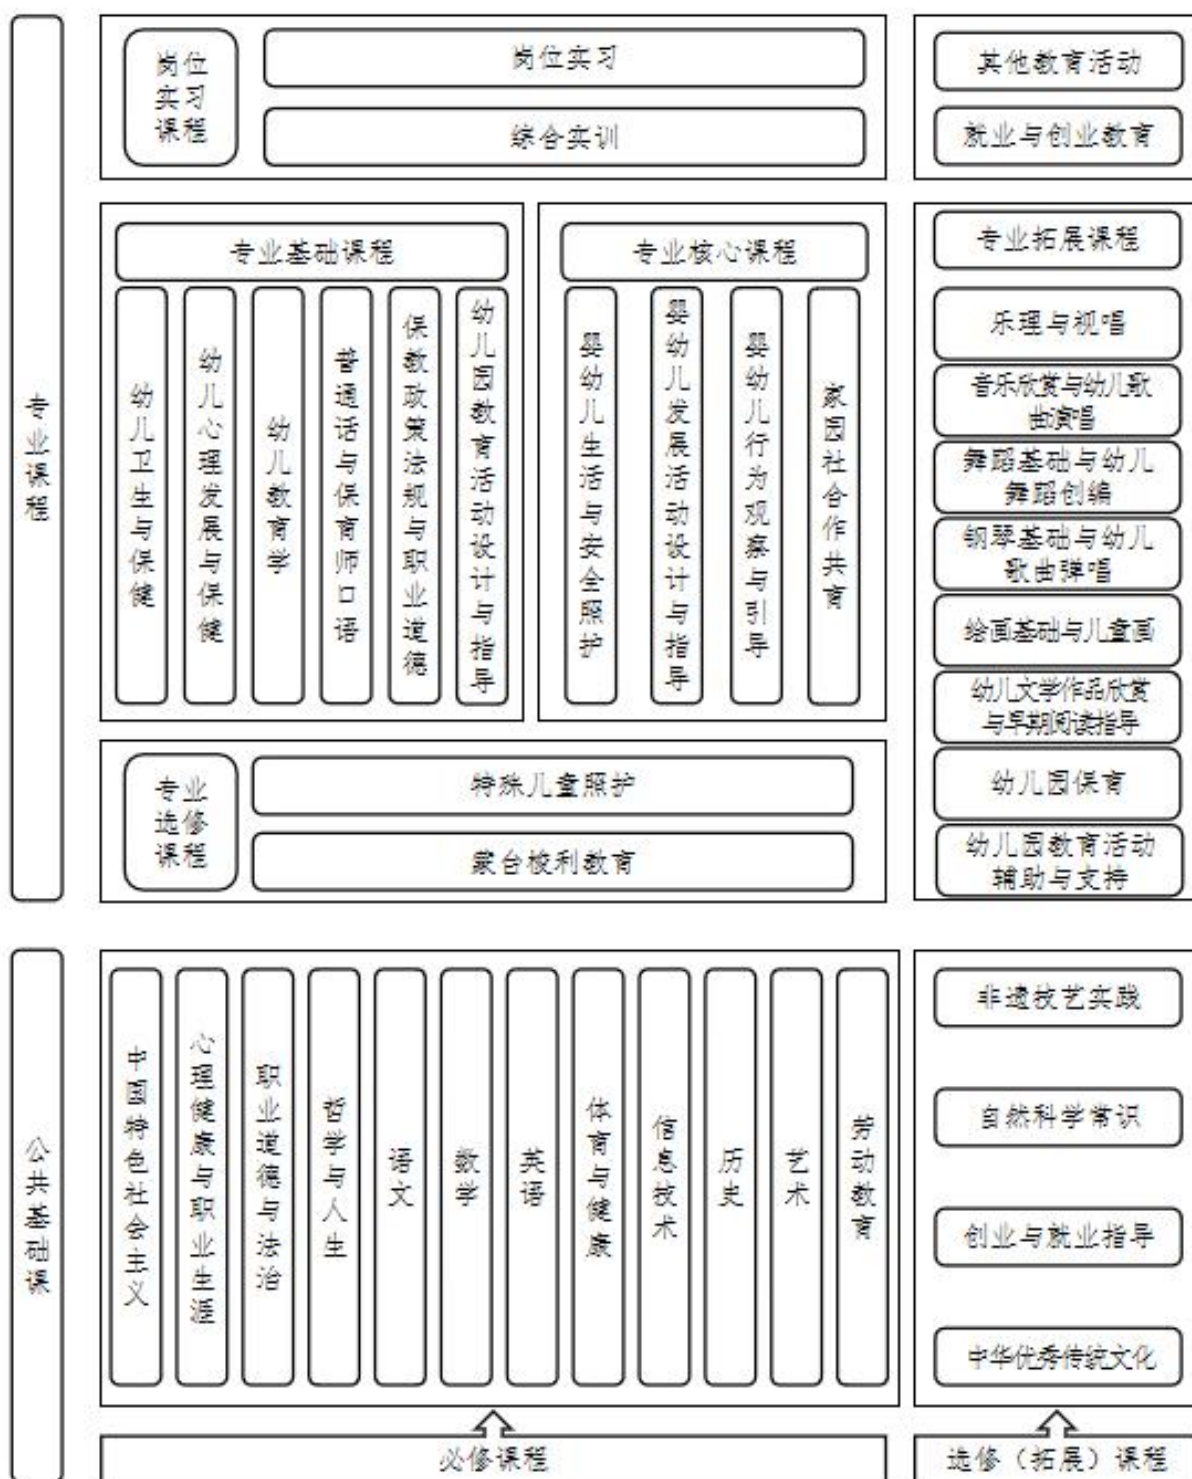 专业课程
岗位
实习
课程
岗位实习
综合实训
其他教育活动
就业与创业教育
专业基础课程
幼儿卫生与保健
幼儿心理发展与保健
幼儿教育学
普通话与保育师口语
保教政策法规与职业道德
幼儿园教育活动设计与指导
专业核心课程
婴幼儿生活与安全照护
婴幼儿发展活动设计与指导
婴幼儿行为观察与引导
家园社合作共育
专业拓展课程
乐理与视唱
音乐欣赏与幼儿歌
曲演唱
舞蹈基础与幼儿
舞蹈创编
钢琴基础与幼儿
歌曲弹唱
绘画基础与儿童画
幼儿文学作品欣赏
与早期阅读指导
幼儿园保育
幼儿园教育活动
辅助与支持
专业
选修
课程
特殊儿童照护
蒙台梭利教育
公共基础课
中国特色社会主义
心理健康与职业生涯
职业道德与法治
哲学与人生
语文
数学
英语
体育与健康
信息技术
历史
艺术
劳动教育
非遗技艺实践
自然科学常识
创业与就业指导
中华优秀传统文化
必修课程
选修（拓展）课程